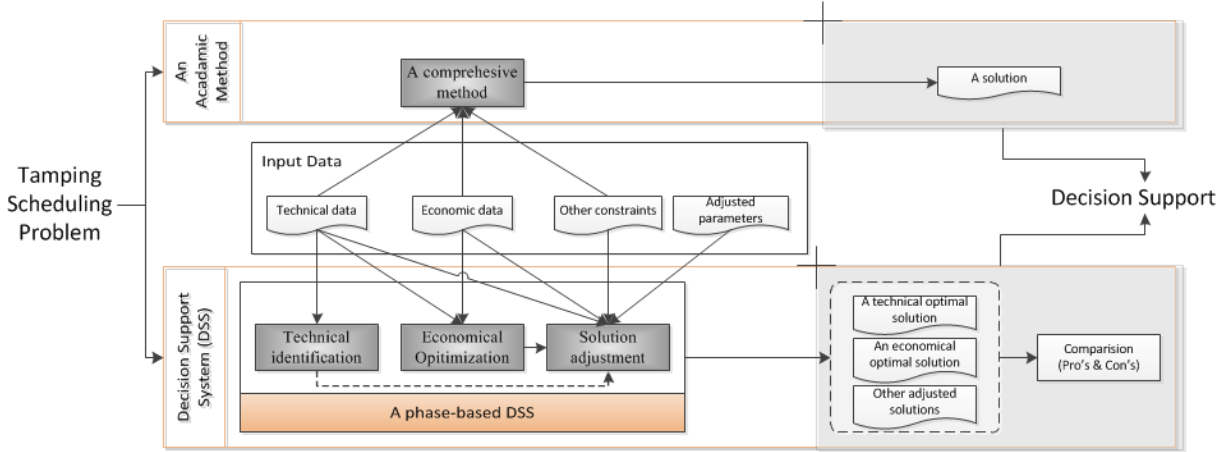 An
Acadamic
Method
A comprehesive
method
A solution
Input Data
Technical data
Economic data
Other constraints
Adjusted
parameters
Tamping
Scheduling
Problem
Decision Support
Decision Support
System (DSS)
Technical
identification
Economical
Opitimization
Solution
adjustment
A phase-based DSS
A technical optimal
solution
An economical
optimal solution
Other adjusted
solutions
Comparision
(Pro's & Con's)